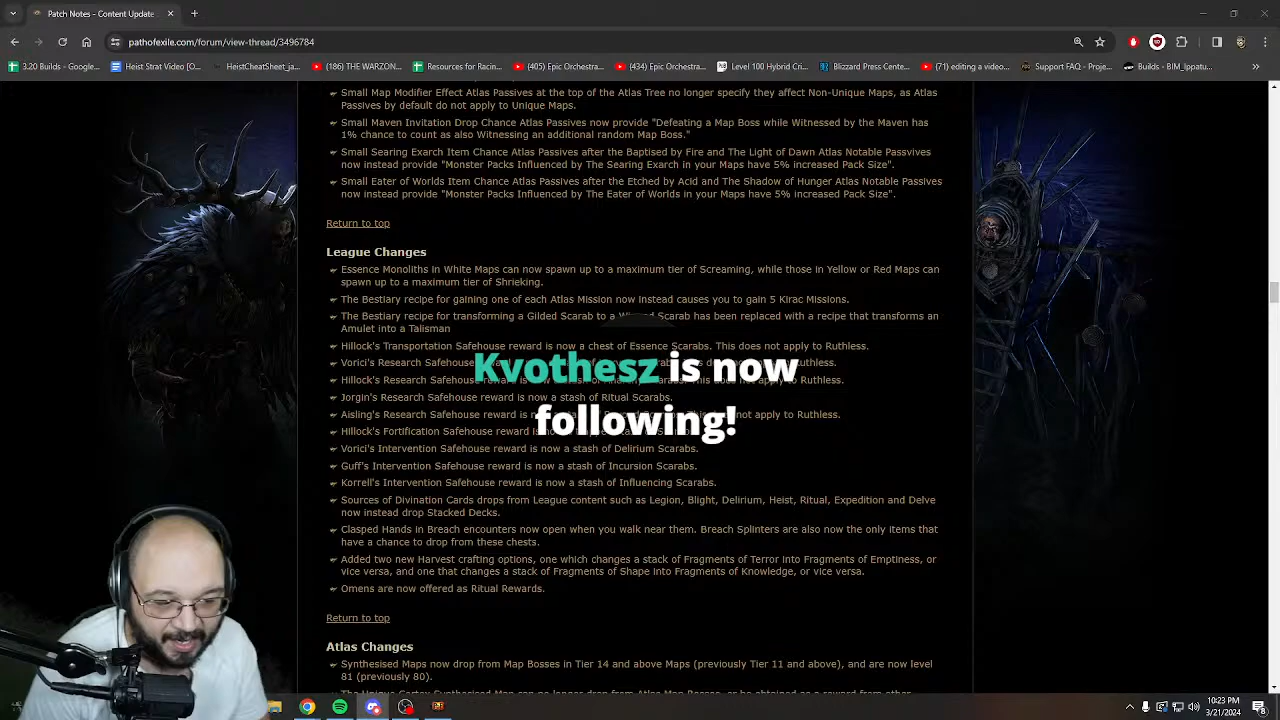 Path of Exile
pathofexile.com/forum/view-thread/3496784
3.20 Builds - Google...
Heist Star Video [O...
HeistCheatSheet_ja...
(186) THE WARZON...
Resources for Racin...
(405) Epic Orchestra...
(434) Epic Orchestra...
Level 100 Hybrid Cr...
Blizzard Press Cente...
(71) editing a video...
Support FAQ - Proje...
Builds - BIM_lppatu...
Small Map Modifier Effect Atlas Passives at the top of the Atlas Tree no longer specify they affect Non-Unique Maps, as Atlas
Passives by default do not apply to Unique Maps.
Small Maven Invitation Drop Chance Atlas Passives now provide "Defeating a Map Boss while Witnessed by the Maven has
1% chance to count as also Witnessing an additional random Map Boss."
Small Searing Exarch Item Chance Atlas Passives after the Baptised by Fire and The Light of Dawn Atlas Notable Passvives
now instead provide "Monster Packs Influenced by The Searing Exarch in your Maps have 5% increased Pack Size".
Small Eater of Worlds Item Chance Atlas Passives after the Etched by Acid and The Shadow of Hunger Atlas Notable Passives
now instead provide "Monster Packs Influenced by The Eater of Worlds in your Maps have 5% increased Pack Size".
Return to top
League Changes
Essence Monoliths in White Maps can now spawn up to a maximum tier of Screaming, while those in Yellow or Red Maps can
spawn up to a maximum tier of Shrieking.
The Bestiary recipe for gaining one of each Atlas Mission now instead causes you to gain 5 Kirac Missions.
The Bestiary recipe for transforming a Gilded Scarab to a Winged Scarab has been replaced with a recipe that transforms an
Amulet into a Talisman
Hillock's Transportation Safehouse reward is now a chest of Essence Scarabs. This does not apply to Ruthless.
Vorici's Research Safehouse
Kvothesz is now
Hillock's Research Safehouse
not apply to Ruthless.
Jorgin's Research Safehouse reward is now a stash of Ritual Scarabs.
Aisling's Research Safehouse reward is
not apply to Ruthless.
following!
Hillock's Fortification Safehouse reward
Vorici's Intervention Safehouse reward is now a stash of Delirium Scarabs.
Guff's Intervention Safehouse reward is now a stash of Incursion Scarabs.
Korrell's Intervention Safehouse reward is now a stash of Influencing Scarabs.
Sources of Divination Cards drops from League content such as Legion, Blight, Delirium, Heist, Ritual, Expedition and Delve
now instead drop Stacked Decks.
Clasped Hands in Breach encounters now open when you walk near them. Breach Splinters are also now the only items that
have a chance to drop from these chests.
Added two new Harvest crafting options, one which changes a stack of Fragments of Terror into Fragments of Emptiness, or
vice versa, and one that changes a stack of Fragments of Shape into Fragments of Knowledge, or vice versa.
Omens are now offered as Ritual Rewards.
Return to top
Atlas Changes
Synthesised Maps now drop from Map Bosses in Tier 14 and above Maps (previously Tier 11 and above), and are now level
81 (previously 80).
10:23 PM
3/21/2024